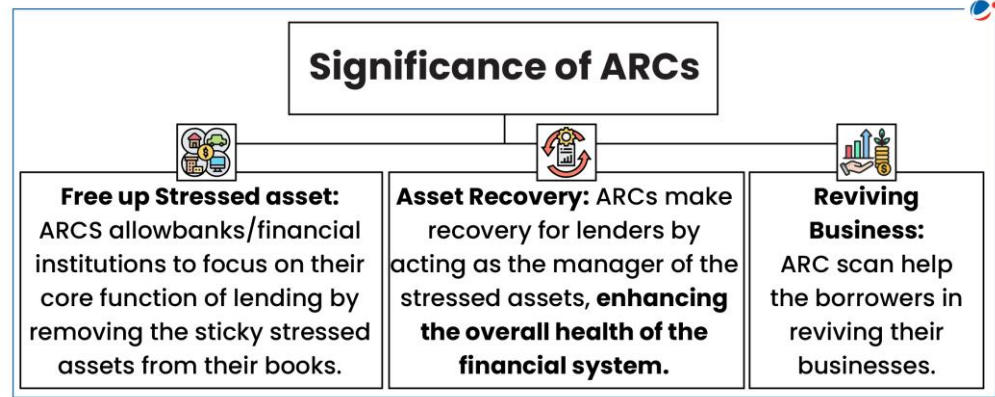 Significance of ARCs
Free up Stressed asset:
ARCS allowbanks/financial
institutions to focus on their
core function of lending by
removing the sticky stressed
assets from their books.
Asset Recovery: ARCs make
recovery for lenders by
acting as the manager of the
stressed assets, enhancing
the overall health of the
financial system.
Reviving
Business:
ARC scan help
the borrowers in
reviving their
businesses.